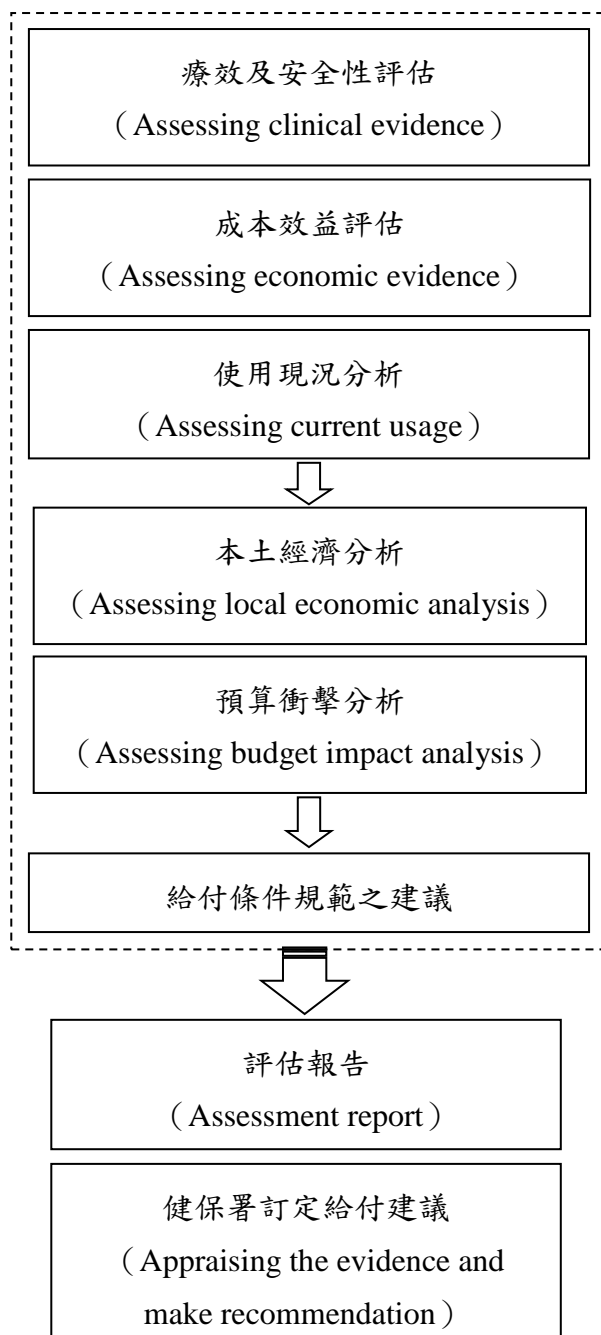 療效及安全性評估
（Assessing clinical evidence）
成本效益評估
（Assessing economic evidence）
使用現況分析
（Assessing current usage）
本土經濟分析
（Assessing local economic analysis）
預算衝擊分析
（Assessing budget impact analysis）
給付條件規範之建議
評估報告
（Assessment report）
健保署訂定給付建議
（Appraising the evidence and
make recommendation）